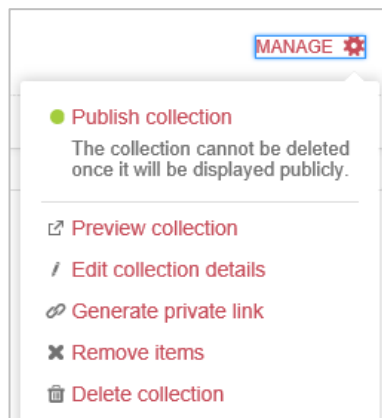 MANAGE
Publish collection
The collection cannot be deleted
once it will be displayed publicly.
Preview collection
Edit collection details
Generate private link
Remove items
Delete collection